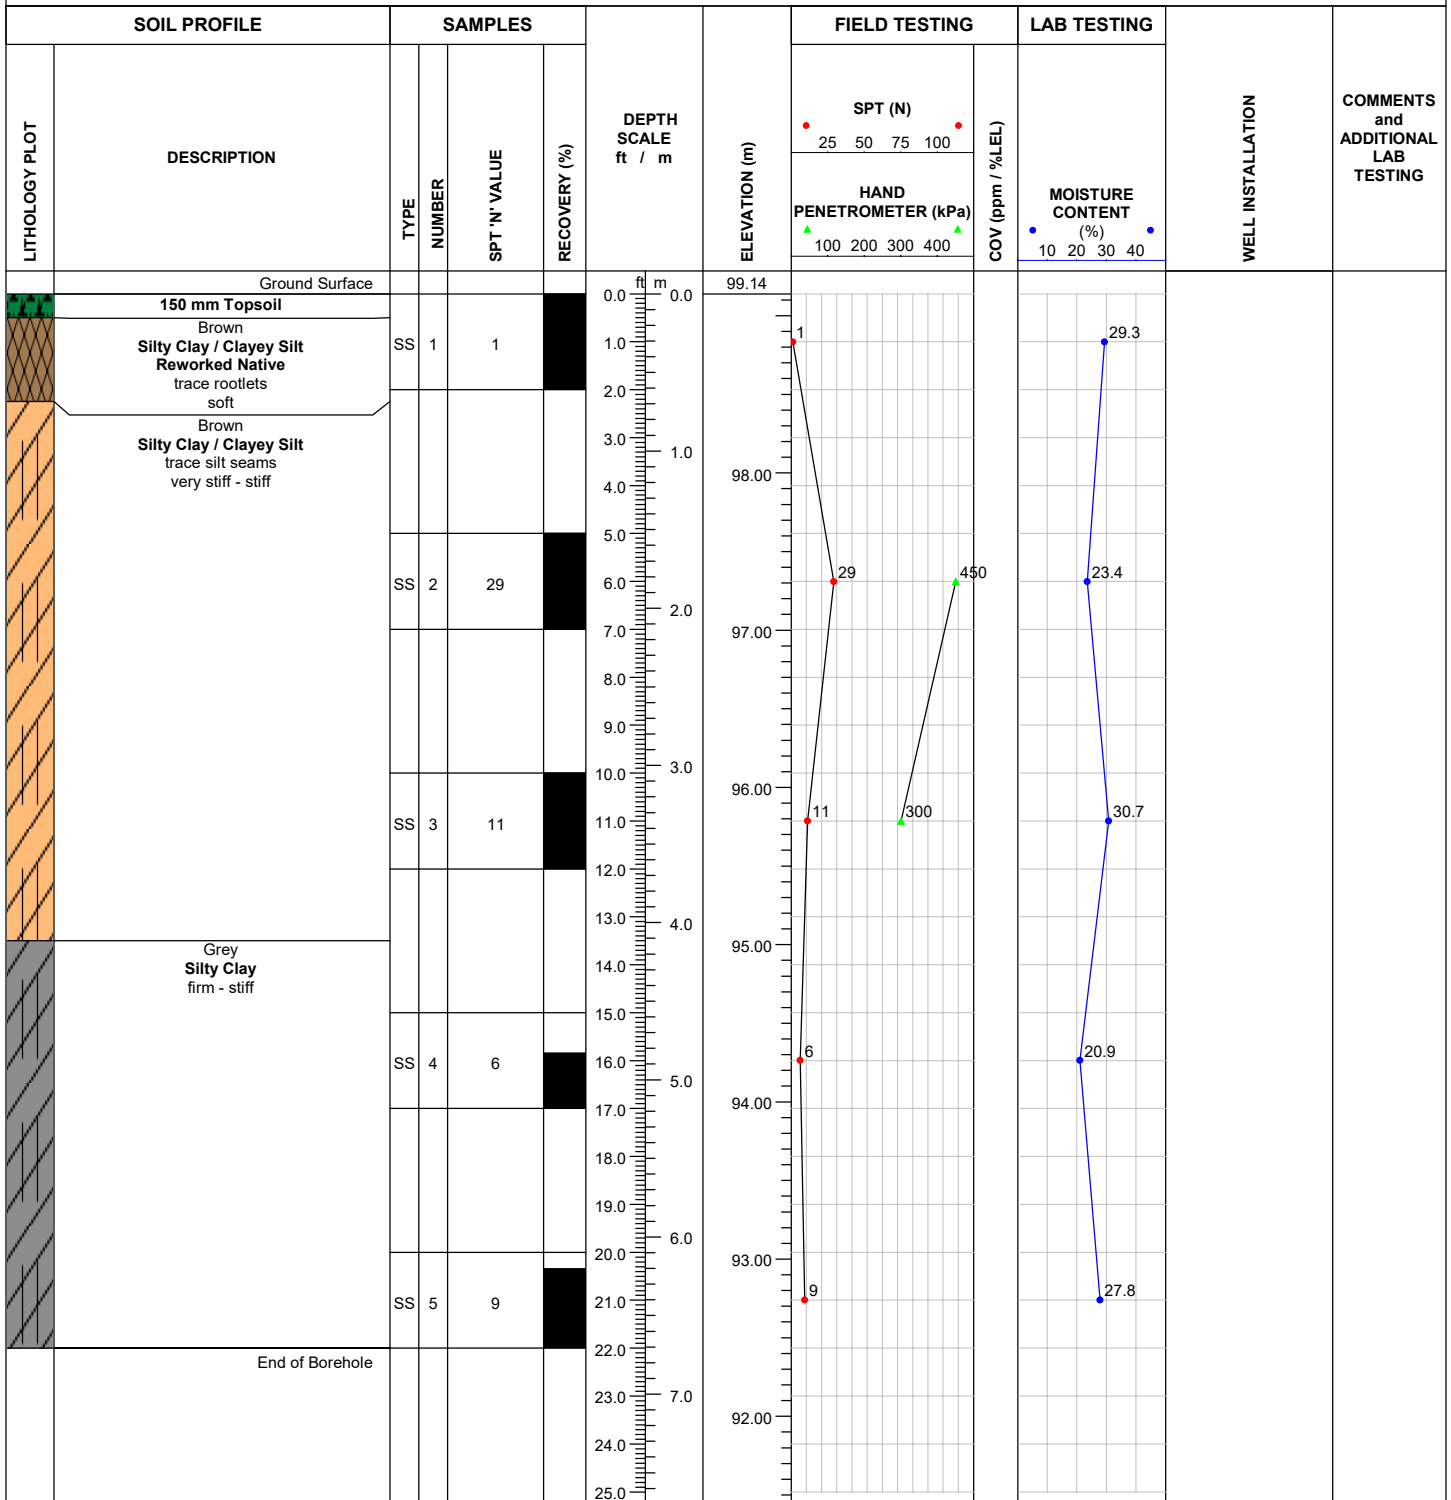 SOIL PROFILE
SAMPLES
FIELD TESTING
LAB TESTING
LITHOLOGY PLOT
DESCRIPTION
TYPE
NUMBER
SPT 'N' VALUE
RECOVERY (%)
DEPTH
SCALE
ft / m
ELEVATION (m)
SPT (N)
25 50 75 100
HAND
PENETROMETER (kPa)
100 200 300 400
COV (ppm / %LEL)
MOISTURE
CONTENT
(%)
10 20 30 40
WELL INSTALLATION
COMMENTS
and
ADDITIONAL
LAB
TESTING
Ground Surface
150 mm Topsoil
Brown
Silty Clay / Clayey Silt
Reworked Native
trace rootlets
soft
Brown
Silty Clay / Clayey Silt
trace silt seams
very stiff - stiff
Grey
Silty Clay
firm - stiff
End of Borehole
SS 1 1
SS 2 29
SS 3 11
SS 4 6
SS 5 9
ft m
0.0
1.0
2.0
3.0
4.0
5.0
6.0
7.0
8.0
9.0
10.0
11.0
12.0
13.0
14.0
15.0
16.0
17.0
18.0
19.0
20.0
21.0
22.0
23.0
24.0
25.0
0.0
1.0
2.0
3.0
4.0
5.0
6.0
7.0
99.14
98.00
97.00
96.00
95.00
94.00
93.00
92.00
1
29
11
6
9
450
300
29.3
23.4
30.7
20.9
27.8